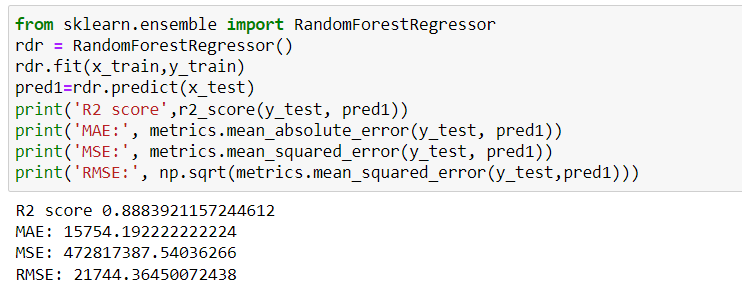 from sklearn.ensemble import RandomForestRegressor
rdr = RandomForestRegressor()
rdr.fit(x_train,y_train)
pred1=rdr.predict(x_test)
print('R2 score',r2_score(y_test, pred1))
print('MAE:', metrics.mean_absolute_error(y_test, pred1))
print('MSE:', metrics.mean_squared_error(y_test, pred1))
print('RMSE:', np.sqrt(metrics.mean_squared_error(y_test,pred1)))
R2 score 0.8883921157244612
MAE: 15754.192222222224
MSE: 472817387.54036266
RMSE: 21744.36450072438